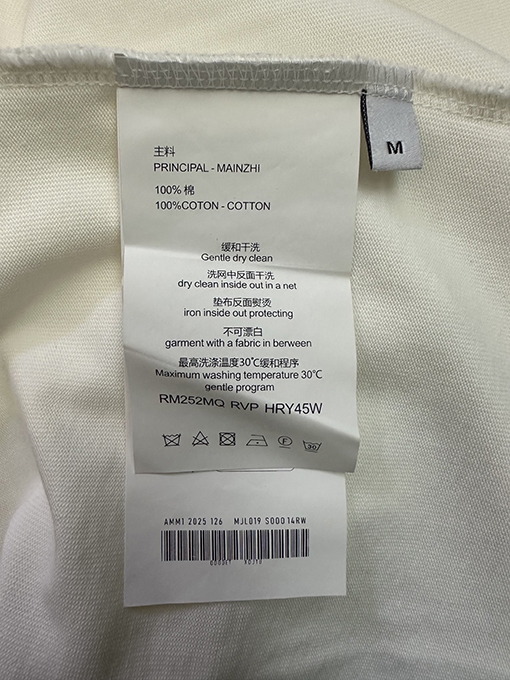 M
主料
PRINCIPAL - MAINZHI
100% 棉
100%COTON - COTTON
缓和干洗
Gentle dry clean
洗网中反面干洗
dry clean inside out in a net
垫布反面熨烫
iron inside out protecting
不可漂白
garment with a fabric in berween
最高洗涤温度30℃缓和程序
Maximum washing temperature 30℃
gentle program
RM252MQ RVP HRY45W
F
30
AMM1 2025 126 MJL019 S000 14RW